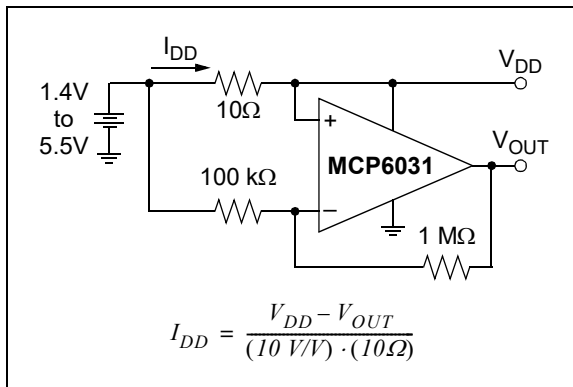 I_DD
V_DD
1.4V
to
5.5V
10Ω
V_OUT
+
MCP6031
100 kΩ
−
1 MΩ
I_DD = (V_DD − V_OUT) / ((10 V/V) · (10Ω))